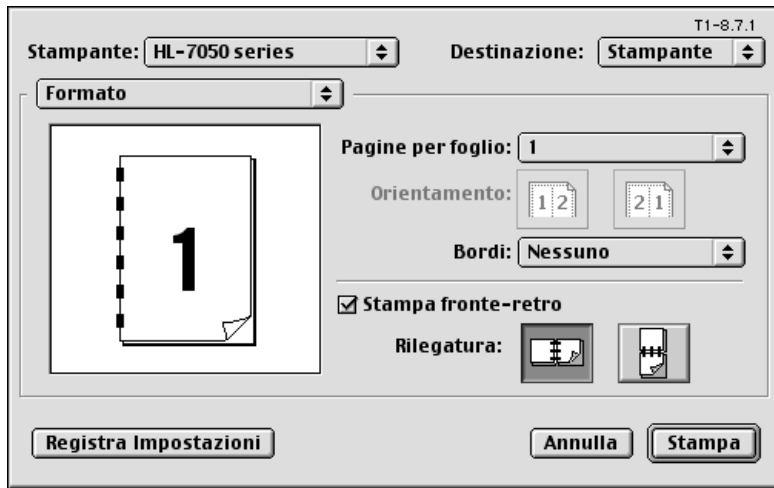 T1-8.7.1
Stampante: HL-7050 series Destinazione: Stampante
Formato
1
Pagine per foglio: 1
Orientamento: 1 2 2 1
Bordi: Nessuno
Stampa fronte-retro
Rilegatura:
Registra Impostazioni Annulla Stampa